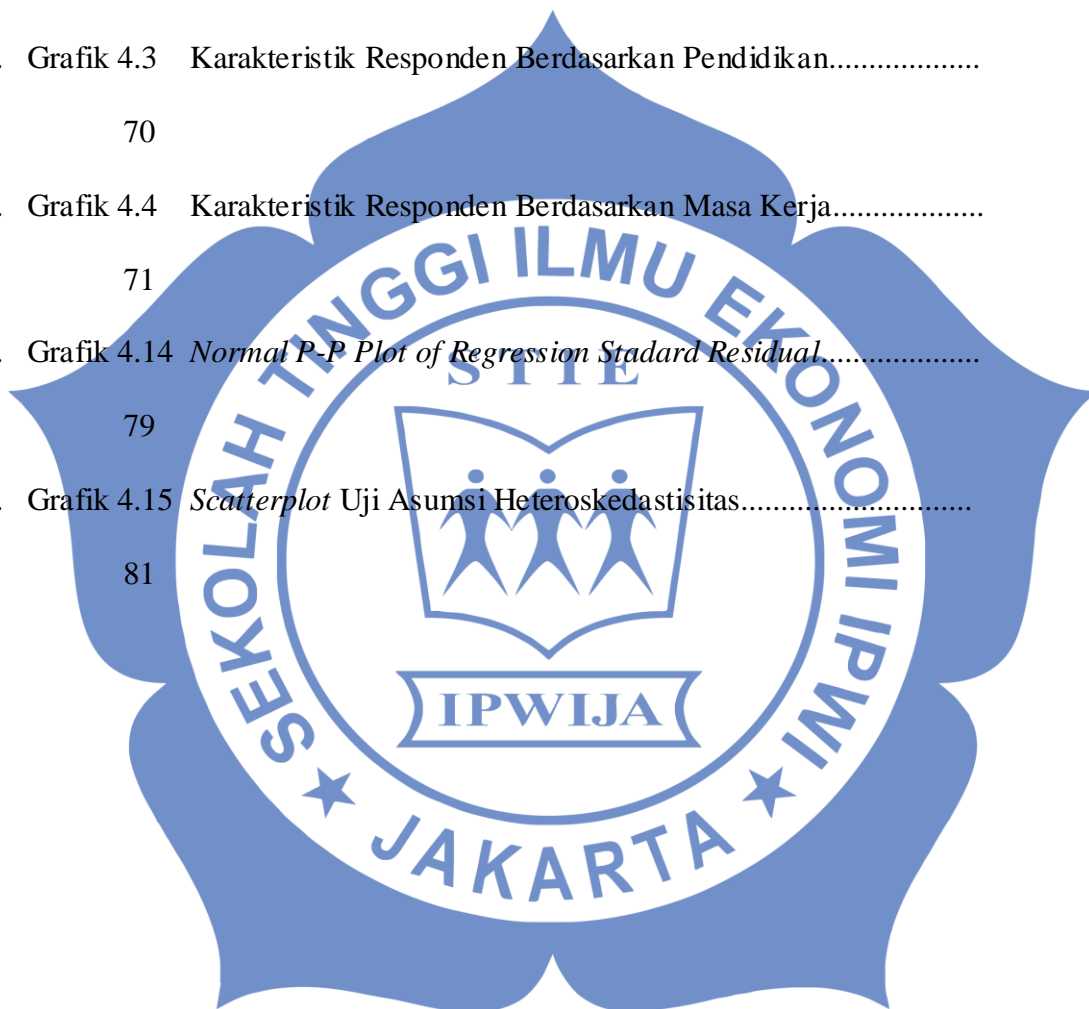 . Grafik 4.3 Karakteristik Responden Berdasarkan Pendidikan...................
70
. Grafik 4.4 Karakteristik Responden Berdasarkan Masa Kerja...................
71
. Grafik 4.14 Normal P-P Plot of Regression Stadard Residual....................
79
. Grafik 4.15 Scatterplot Uji Asumsi Heteroskedastisitas.............................
81
SEKOLAH TINGGI ILMU EKONOMI IPWI
STIE
IPWIJA
★ JAKARTA ★